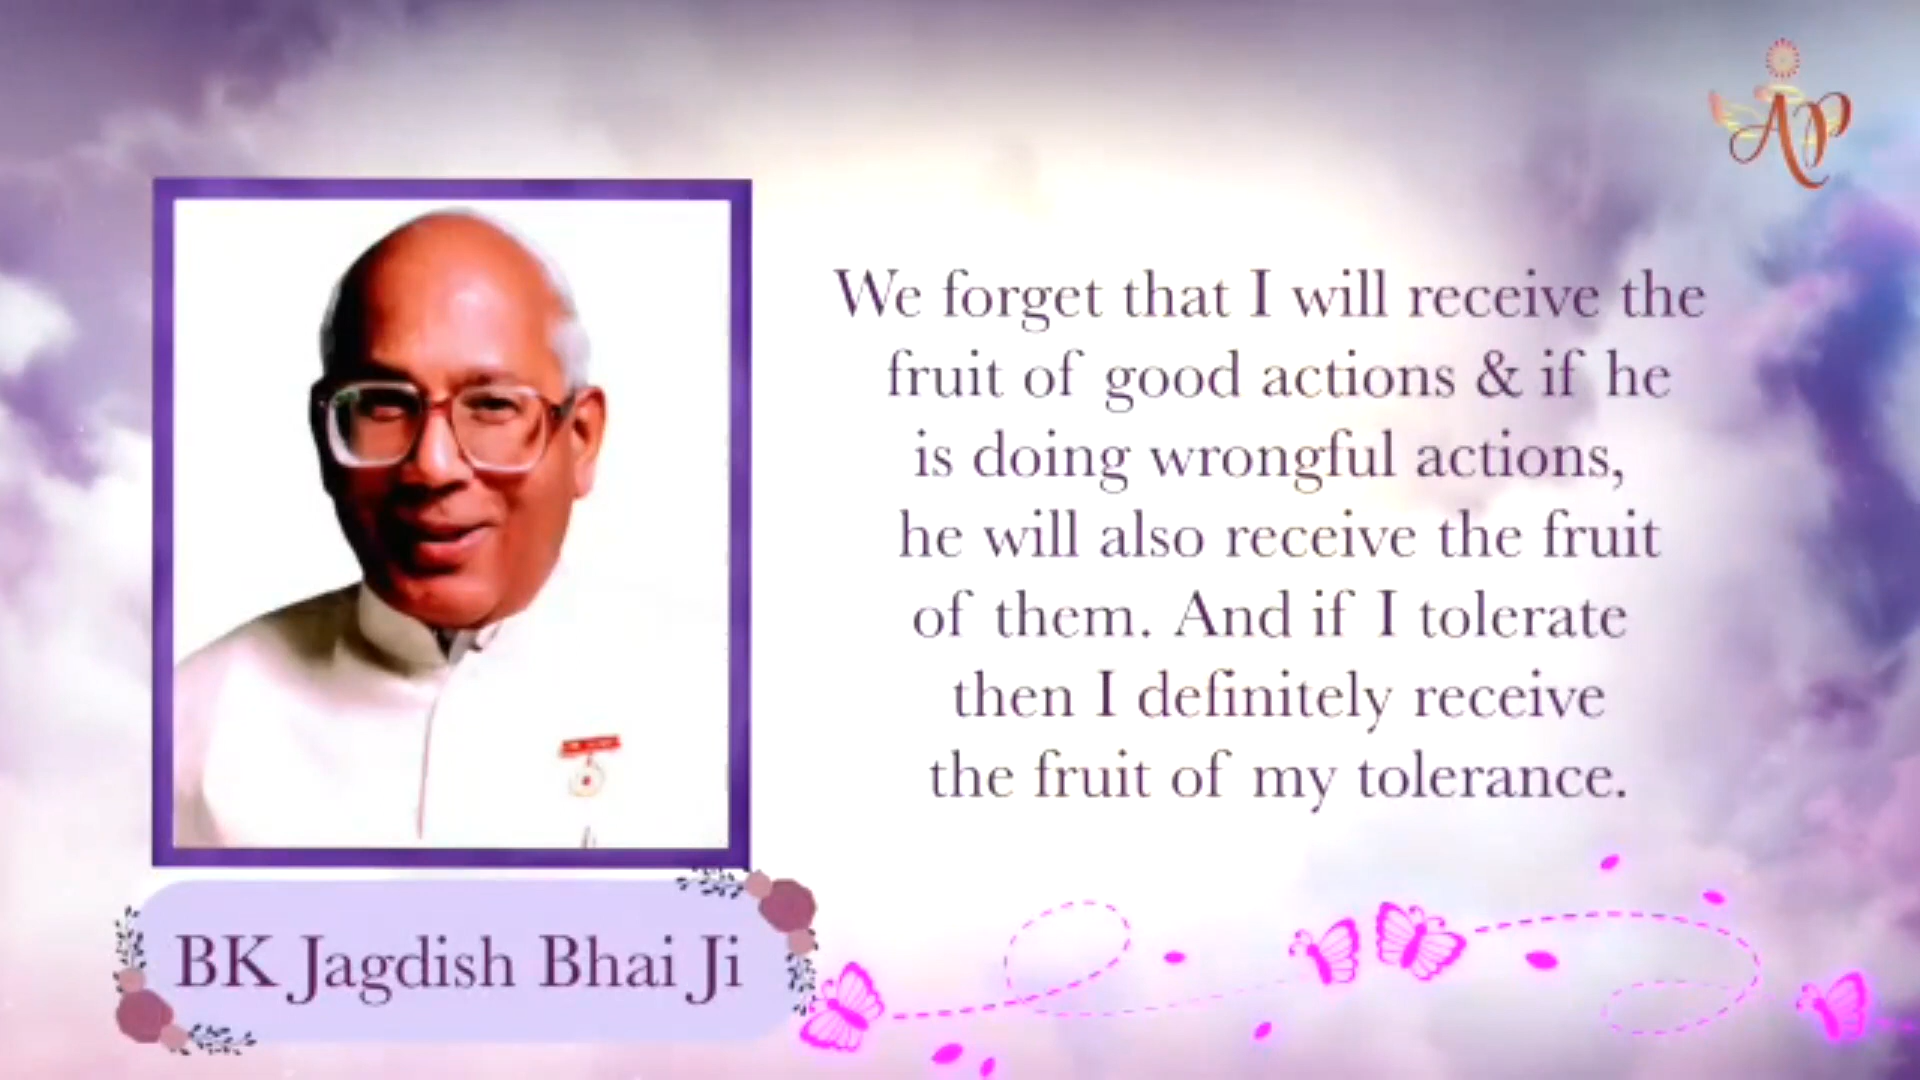 AP
We forget that I will receive the
fruit of good actions & if he
is doing wrongful actions,
he will also receive the fruit
of them. And if I tolerate
then I definitely receive
the fruit of my tolerance.
BK Jagdish Bhai Ji